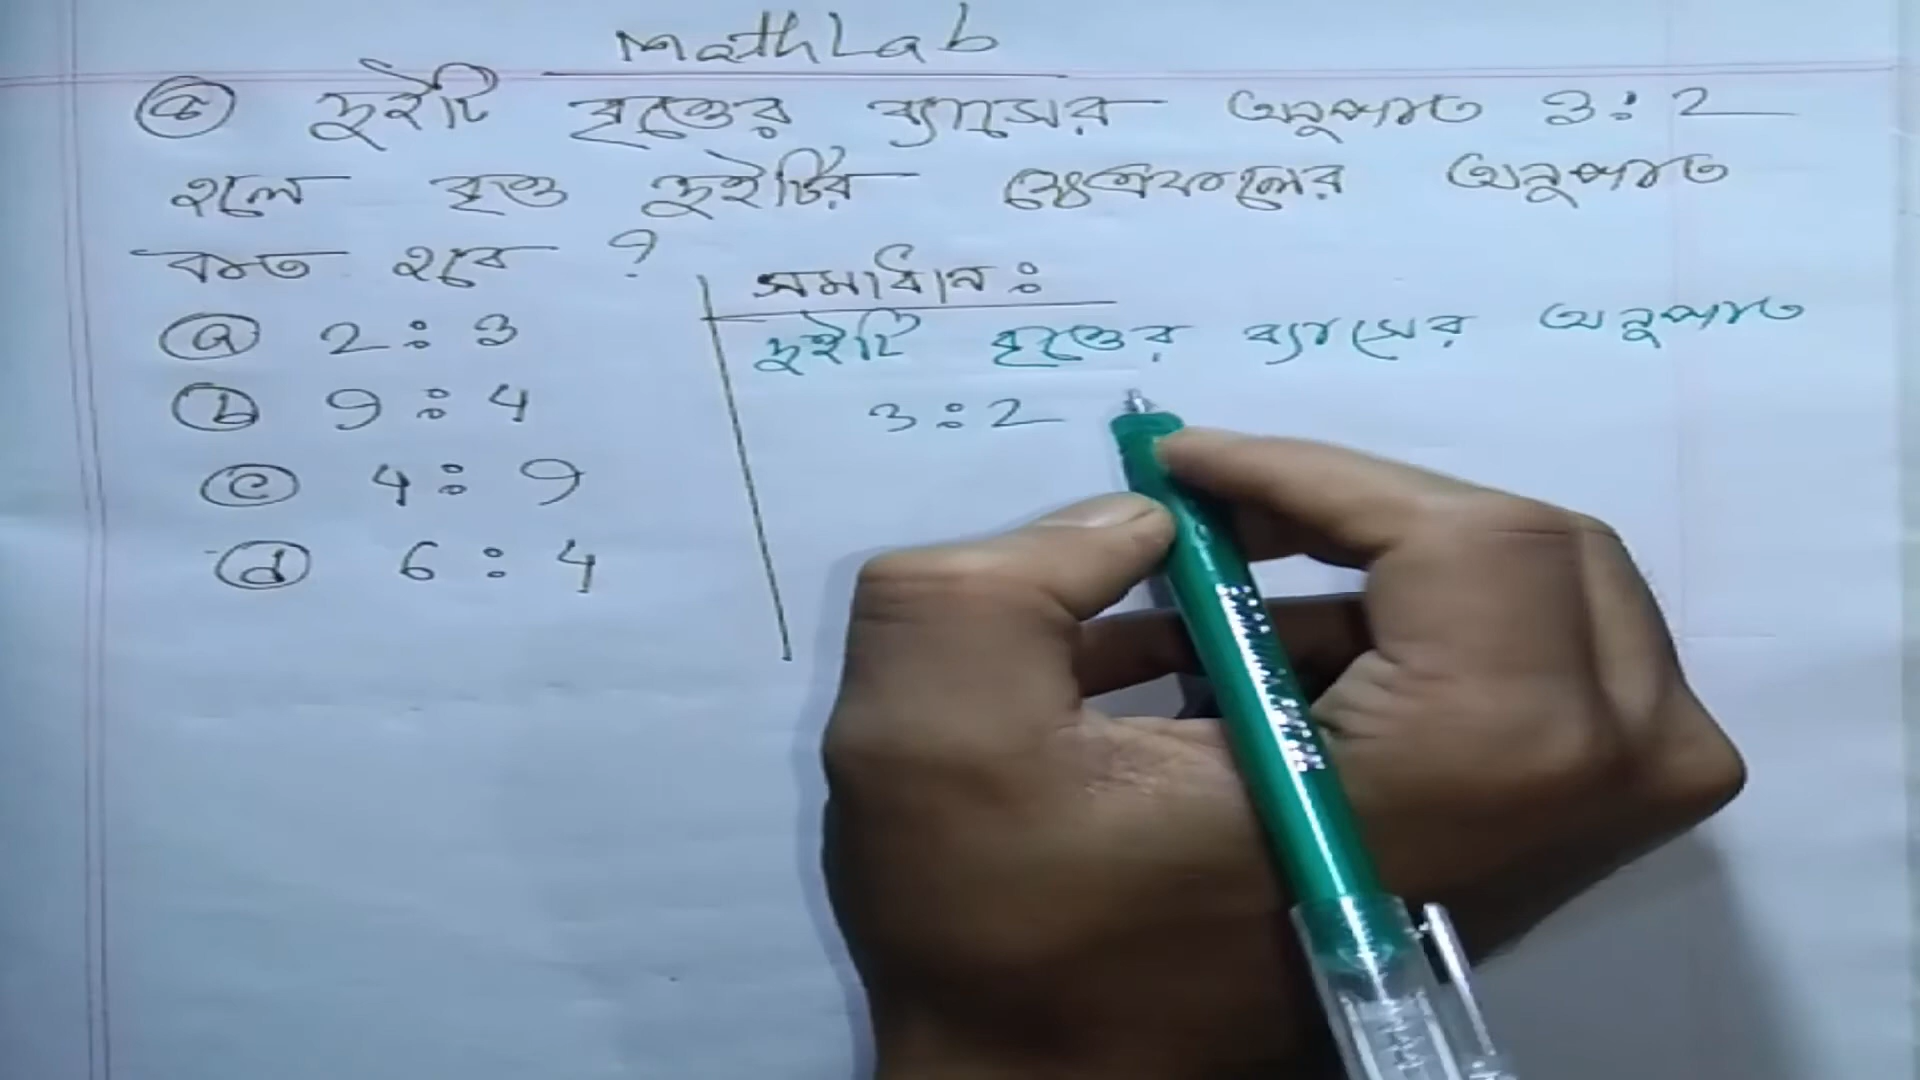 MathLab
দুইটি বৃত্তের ব্যাসের অনুপাত 3:2
হলে বৃত্ত দুইটির ক্ষেত্রফলের অনুপাত
কত হবে ?
ⓐ 2:3
ⓑ 9:4
ⓒ 4:9
ⓓ 6:4
সমাধান:
দুইটি বৃত্তের ব্যাসের অনুপাত
3:2